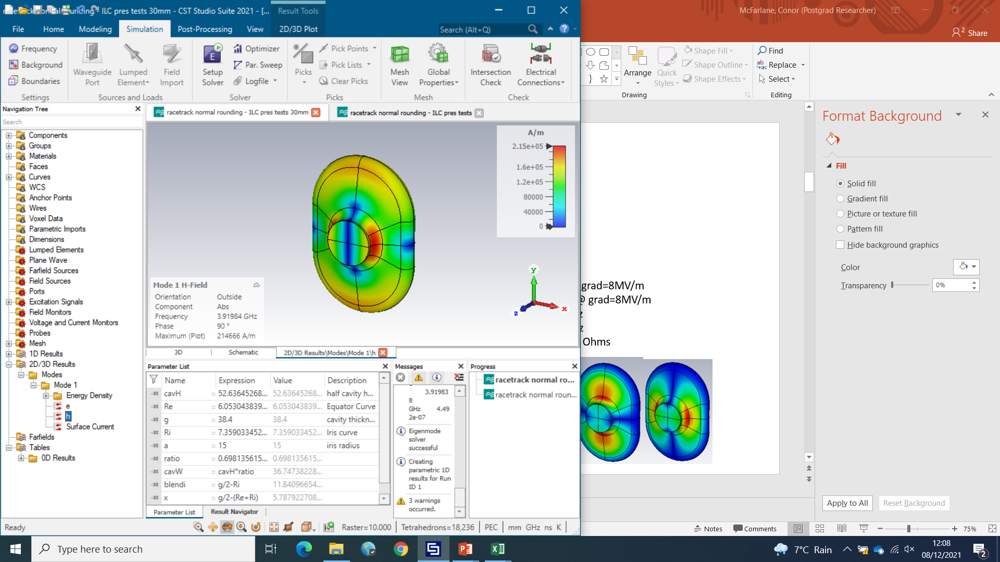 racetrack normal rounding - ILC pres tests 30mm - CST Studio Suite 2021 - [...
Result Tools
File
Home
Modeling
Simulation
Post-Processing
View
2D/3D Plot
Search (Alt+Q)
Frequency
Background
Boundaries
Settings
Waveguide
Port
Lumped
Element
Field
Import
Sources and Loads
Setup
Solver
Optimizer
Par. Sweep
Logfile
Solver
Picks
Pick Points
Pick Lists
Clear Picks
Picks
Mesh
View
Global
Properties
Mesh
Intersection
Check
Electrical
Connections
Check
Navigation Tree
Search
Components
Groups
Materials
Faces
Curves
WCS
Anchor Points
Wires
Voxel Data
Parametric Imports
Dimensions
Lumped Elements
Plane Wave
Farfield Sources
Field Sources
Ports
Excitation Signals
Field Monitors
Voltage and Current Monitors
Probes
Mesh
1D Results
2D/3D Results
Modes
Mode 1
Energy Density
e
h
Surface Current
Farfields
Tables
0D Results
racetrack normal rounding - ILC pres tests 30mm
racetrack normal rounding - ILC pres tests
A/m
2.15e+05
1.6e+05
1.2e+05
80000
40000
0
y
x
z
Mode 1 H-Field
Orientation Outside
Component Abs
Frequency 3.91984 GHz
Phase 90 °
Maximum (Plot) 214666 A/m
3D
Schematic
2D/3D Results\Modes\Mode 1\h
Parameter List
Name Expression Value Description
cavH = 52.63645268... 52.63645268... half cavity h...
Re = 6.053043839... 6.053043839... Equator Curve
g = 38.4 38.4 cavity thickn...
Ri = 7.359033452... 7.359033452... Iris curve
a = 15 15 iris radius
ratio = 0.698135615... 0.698135615...
cavW = cavH*ratio 36.74738228...
blendi = g/2-Ri 11.84096654...
x = g/2-(Re+Ri) 5.787922708...
Parameter List
Result Navigator
Messages
3.91983
8
GHz 4.49
2e-07
Eigenmode
solver
successful
Creating
parametric 1D
results for Run
ID 1
3 warnings
occurred.
Progress
racetrack normal ro...
racetrack normal roun...
Ready
Raster=10.000
Tetrahedrons=18,236
PEC
mm GHz ns K
McFarlane, Conor (Postgrad Researcher)
Share
Arrange
Quick
Styles
Shape Fill
Shape Outline
Shape Effects
Drawing
Find
Replace
Select
Editing
grad=8MV/m
@ grad=8MV/m
z
z
Ohms
Format Background
Fill
Solid fill
Gradient fill
Picture or texture fill
Pattern fill
Hide background graphics
Color
Transparency
0%
Apply to All
Reset Background
Notes
Comments
75%
Type here to search
7°C Rain
12:08
08/12/2021
2